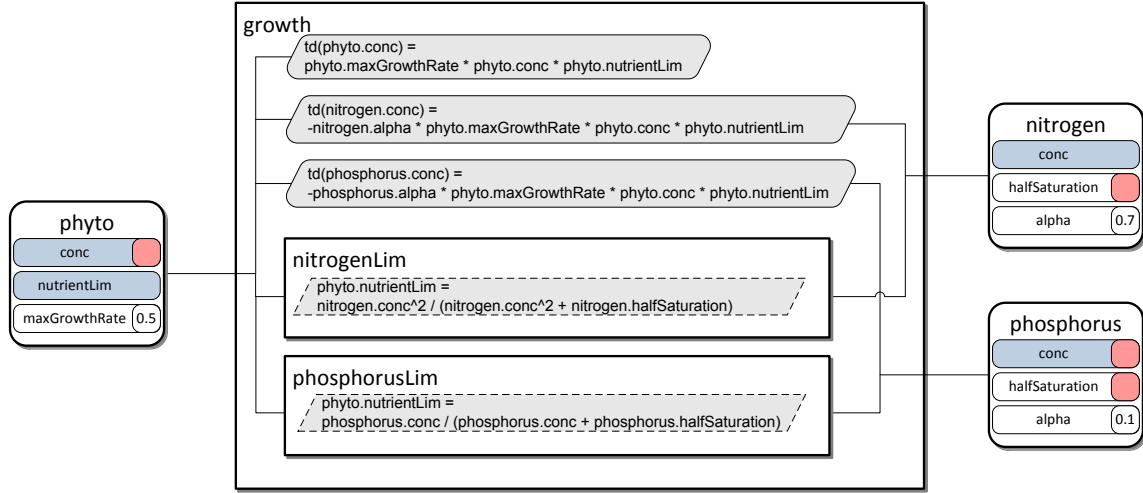 growth
td(phyto.conc) =
phyto.maxGrowthRate * phyto.conc * phyto.nutrientLim
td(nitrogen.conc) =
-nitrogen.alpha * phyto.maxGrowthRate * phyto.conc * phyto.nutrientLim
td(phosphorus.conc) =
-phosphorus.alpha * phyto.maxGrowthRate * phyto.conc * phyto.nutrientLim
nitrogenLim
phyto.nutrientLim =
nitrogen.conc^2 / (nitrogen.conc^2 + nitrogen.halfSaturation)
phosphorusLim
phyto.nutrientLim =
phosphorus.conc / (phosphorus.conc + phosphorus.halfSaturation)
phyto
conc
nutrientLim
maxGrowthRate 0.5
nitrogen
conc
halfSaturation
alpha 0.7
phosphorus
conc
halfSaturation
alpha 0.1